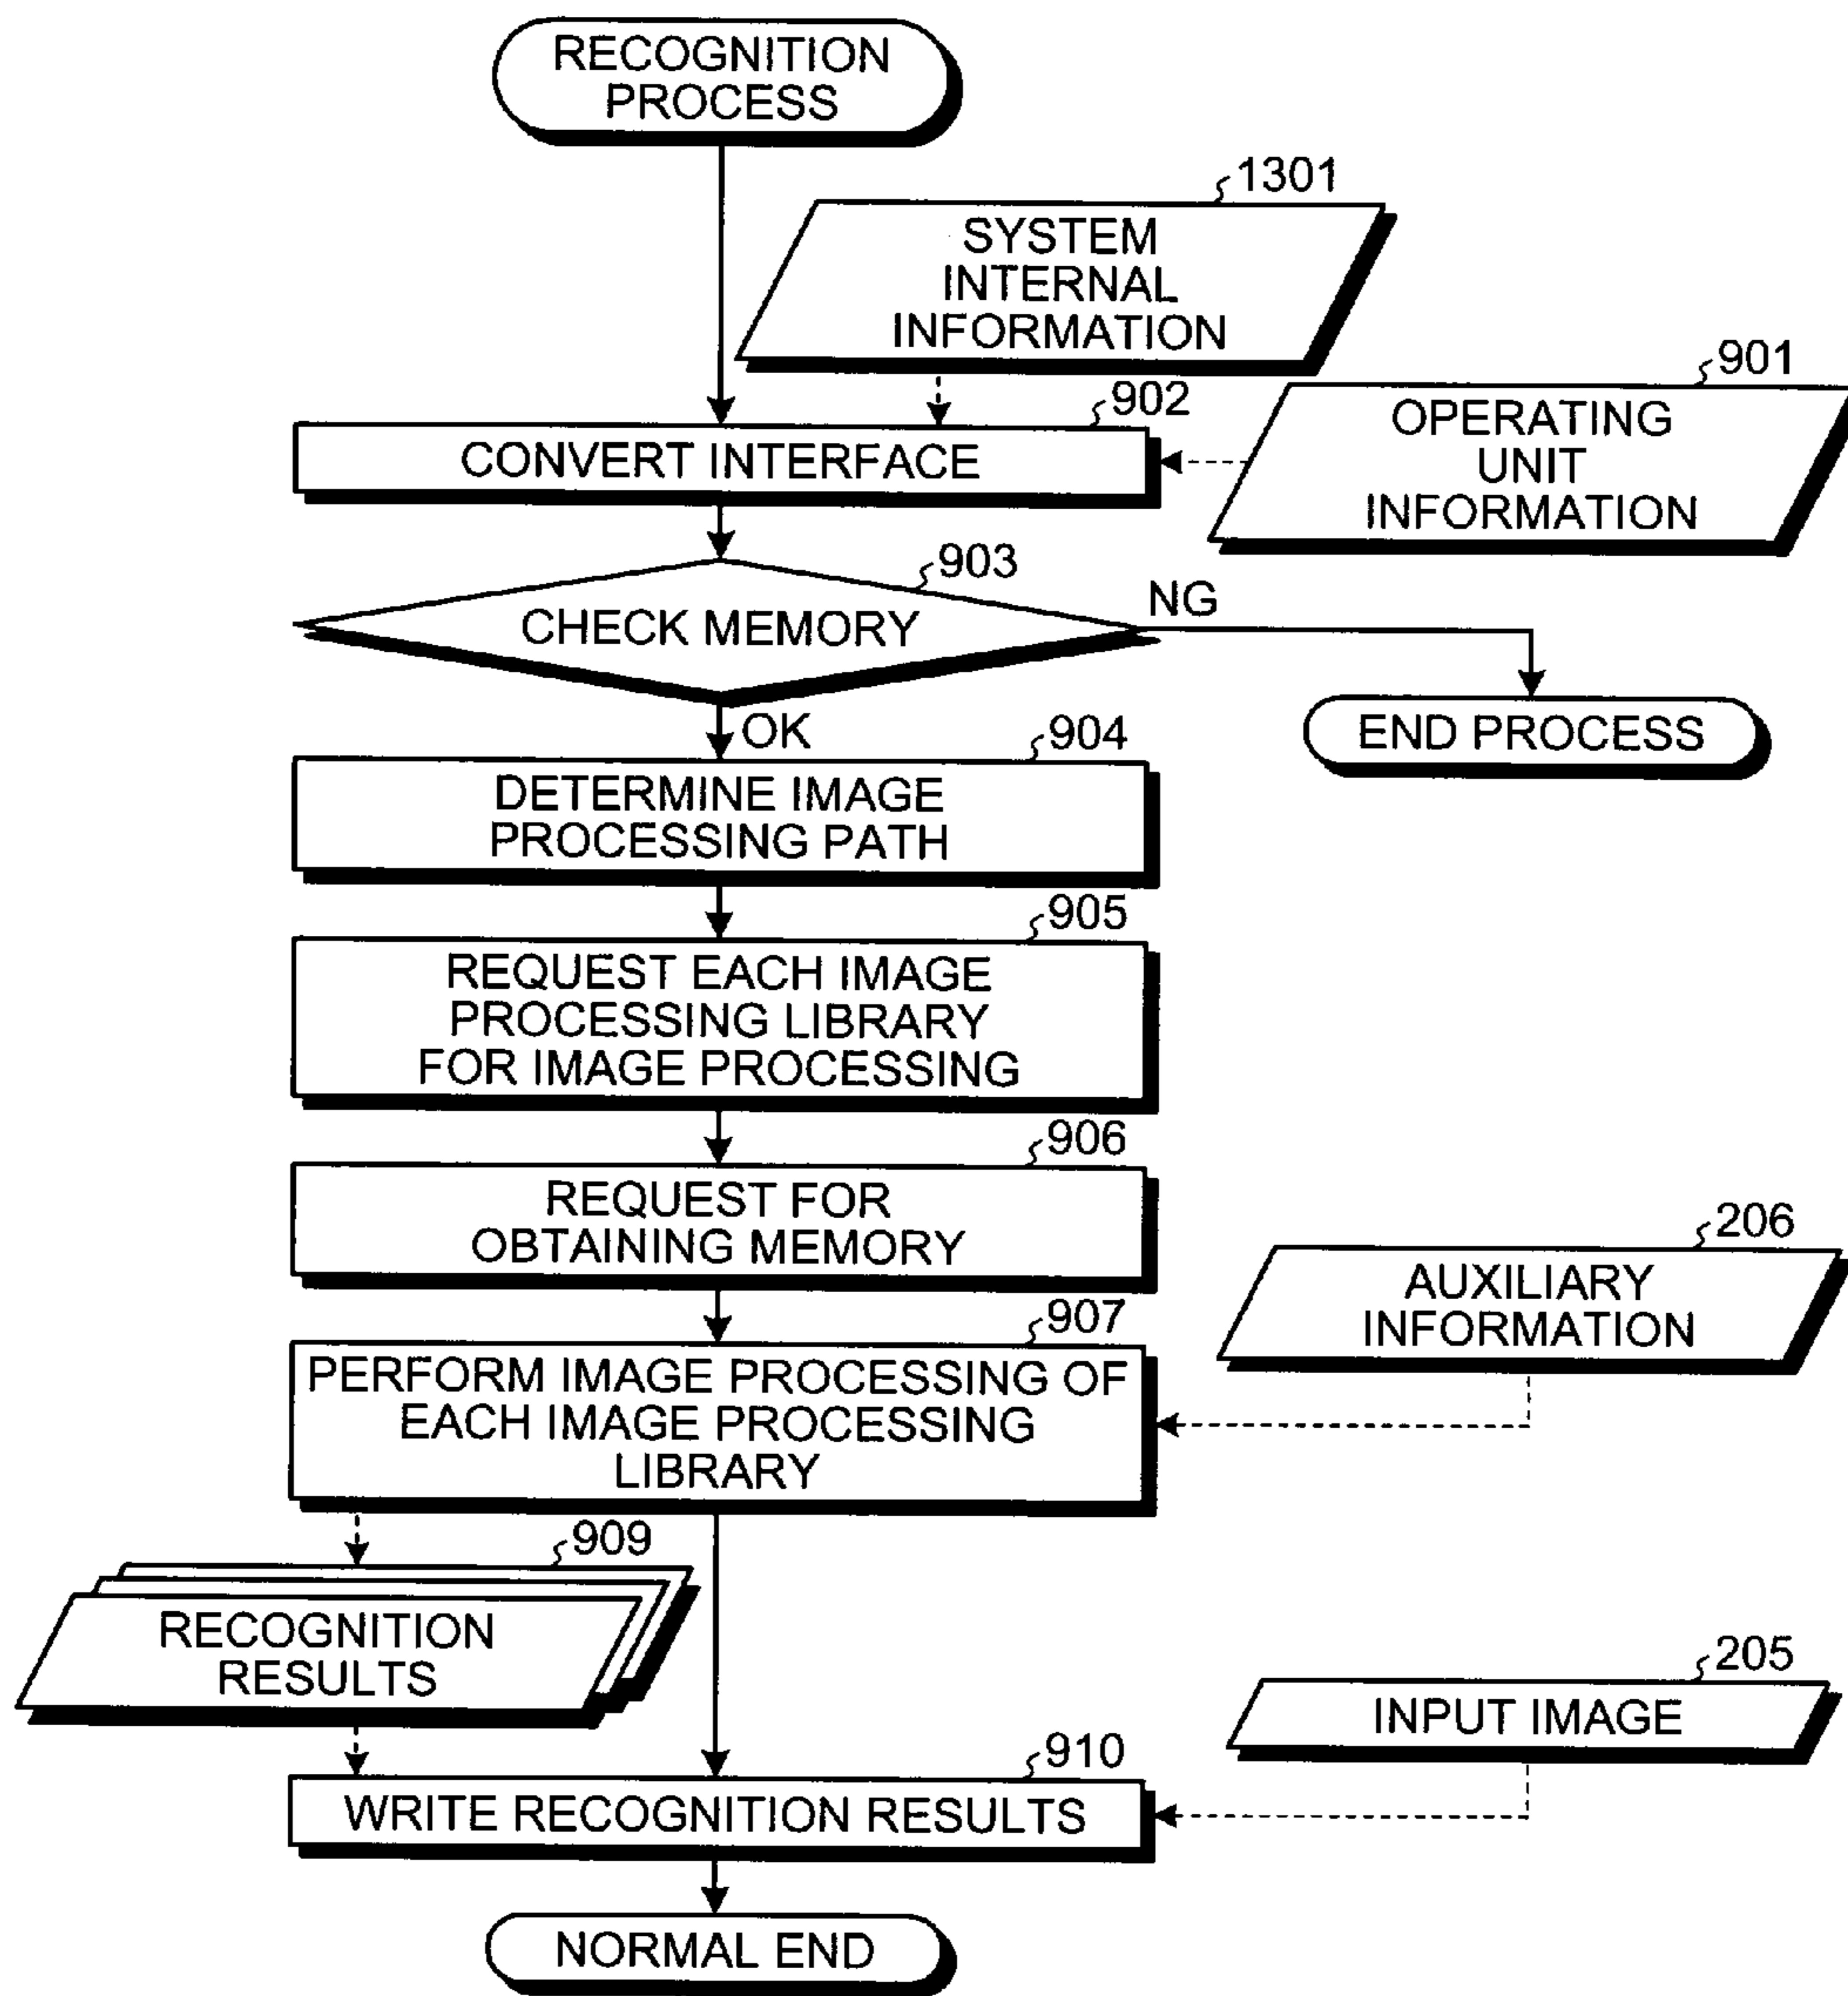 RECOGNITION
PROCESS
1301
SYSTEM
INTERNAL
INFORMATION
901
OPERATING
UNIT
INFORMATION
902
CONVERT INTERFACE
903
CHECK MEMORY
NG
END PROCESS
OK
904
DETERMINE IMAGE
PROCESSING PATH
905
REQUEST EACH IMAGE
PROCESSING LIBRARY
FOR IMAGE PROCESSING
906
REQUEST FOR
OBTAINING MEMORY
206
AUXILIARY
INFORMATION
907
PERFORM IMAGE PROCESSING OF
EACH IMAGE PROCESSING
LIBRARY
909
RECOGNITION
RESULTS
205
INPUT IMAGE
910
WRITE RECOGNITION RESULTS
NORMAL END